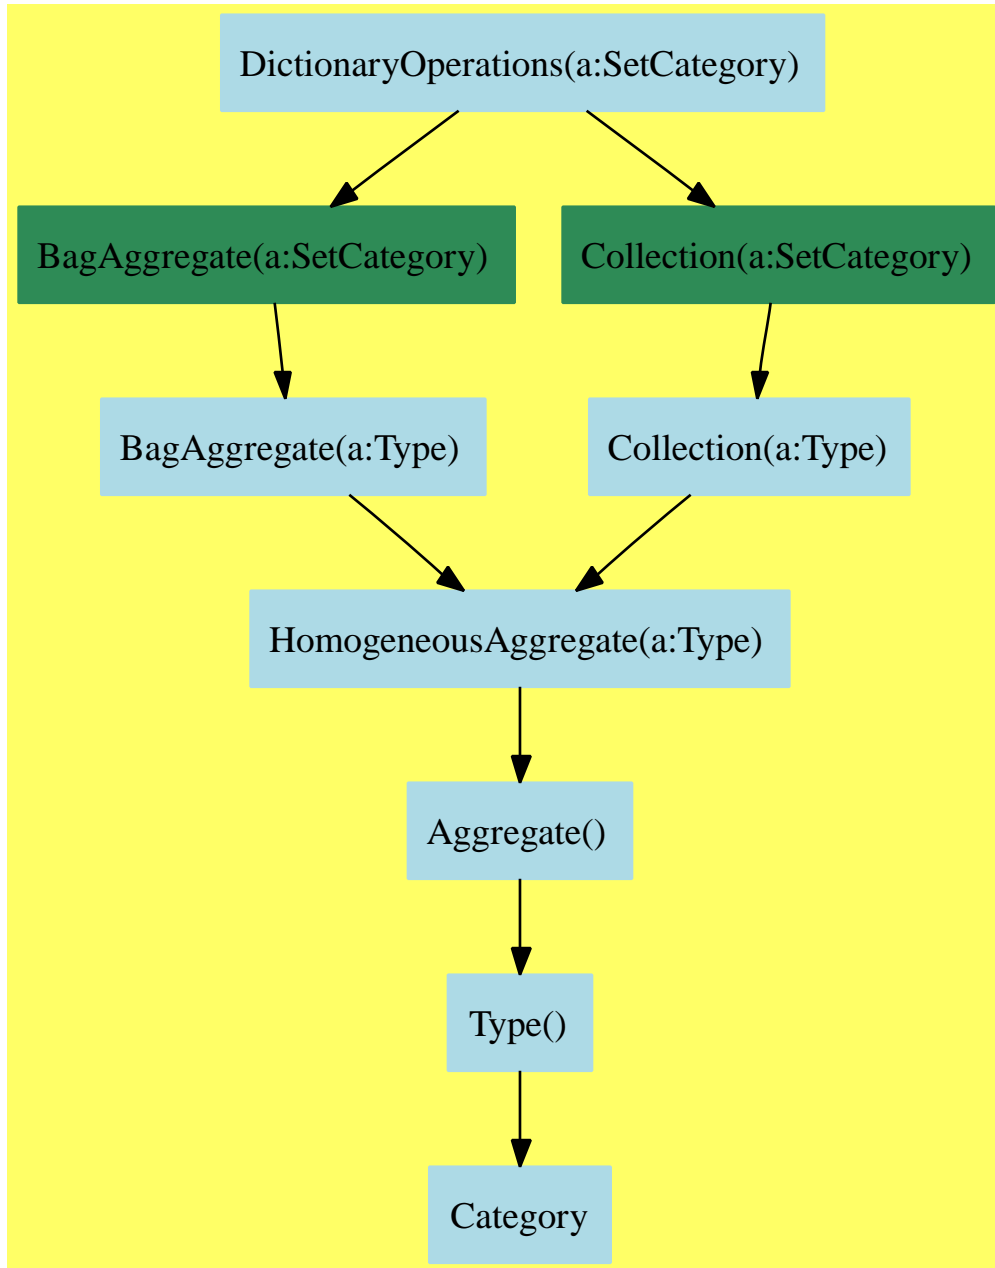 DictionaryOperations(a:SetCategory)
BagAggregate(a:SetCategory)
Collection(a:SetCategory)
BagAggregate(a:Type)
Collection(a:Type)
HomogeneousAggregate(a:Type)
Aggregate()
Type()
Category